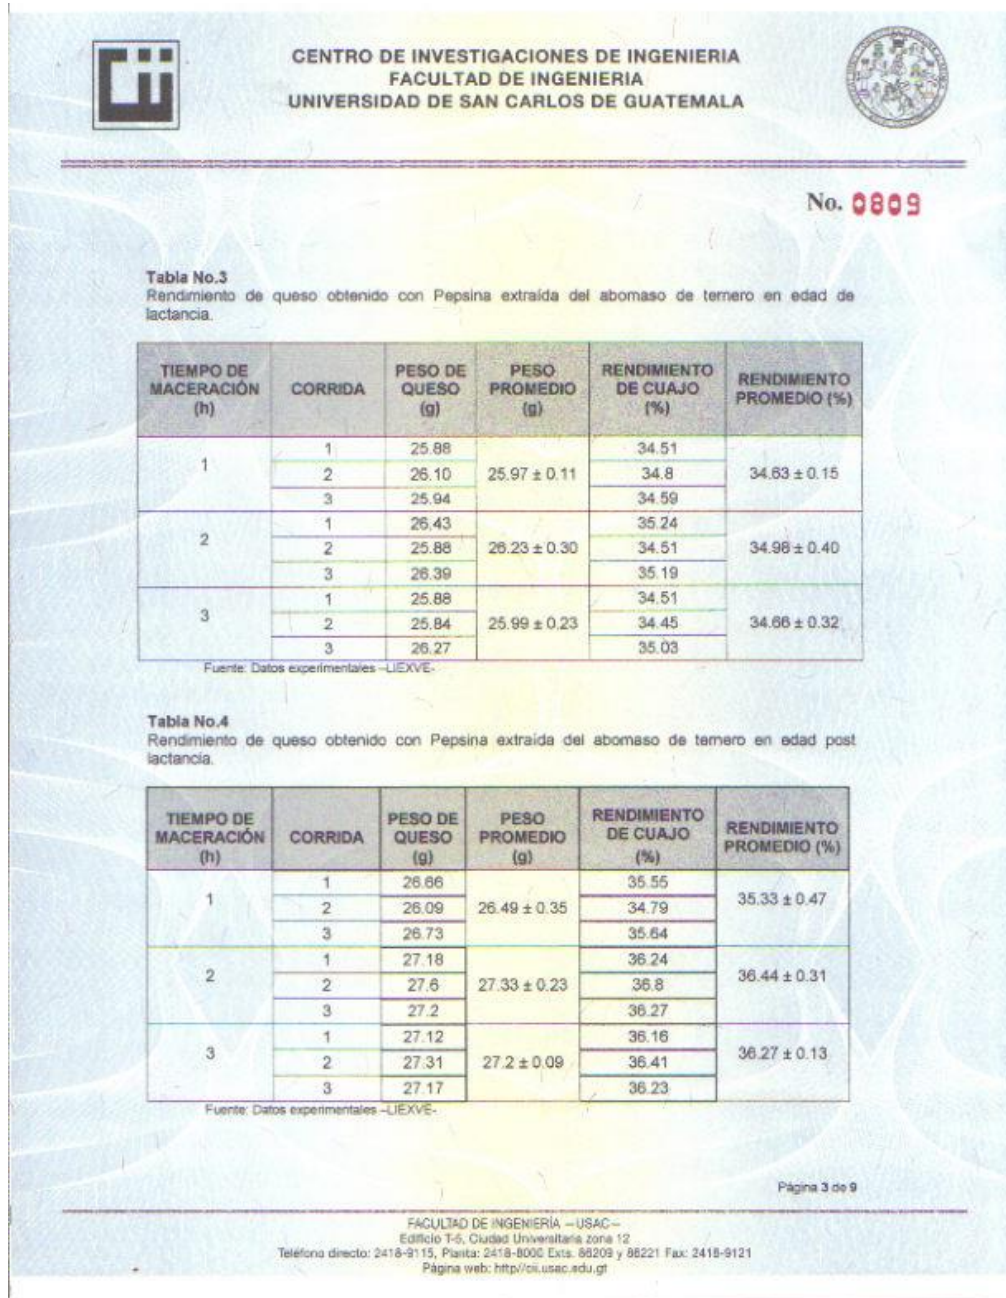 CENTRO DE INVESTIGACIONES DE INGENIERIA
FACULTAD DE INGENIERIA
UNIVERSIDAD DE SAN CARLOS DE GUATEMALA
No. 0809
Tabla No.3
Rendimiento de queso obtenido con Pepsina extraída del abomaso de ternero en edad de
lactancia.
TIEMPO DE MACERACIÓN (h) CORRIDA PESO DE QUESO (g) PESO PROMEDIO (g) RENDIMIENTO DE CUAJO (%) RENDIMIENTO PROMEDIO (%)
1 1 25.88 25.97 ± 0.11 34.51 34.63 ± 0.15
2 26.10 34.8
3 25.94 34.59
2 1 26.43 26.23 ± 0.30 35.24 34.98 ± 0.40
2 25.88 34.51
3 26.39 35.19
3 1 25.88 25.99 ± 0.23 34.51 34.66 ± 0.32
2 25.84 34.45
3 26.27 35.03
Fuente: Datos experimentales –LIEXVE-
Tabla No.4
Rendimiento de queso obtenido con Pepsina extraída del abomaso de ternero en edad post
lactancia.
TIEMPO DE MACERACIÓN (h) CORRIDA PESO DE QUESO (g) PESO PROMEDIO (g) RENDIMIENTO DE CUAJO (%) RENDIMIENTO PROMEDIO (%)
1 1 26.66 26.49 ± 0.35 35.55 35.33 ± 0.47
2 26.09 34.79
3 26.73 35.64
2 1 27.18 27.33 ± 0.23 36.24 36.44 ± 0.31
2 27.6 36.8
3 27.2 36.27
3 1 27.12 27.2 ± 0.09 36.16 36.27 ± 0.13
2 27.31 36.41
3 27.17 36.23
Fuente: Datos experimentales –LIEXVE-
Página 3 de 9
FACULTAD DE INGENIERÍA —USAC—
Edificio T-5, Ciudad Universitaria zona 12
Teléfono directo: 2418-9115, Planta: 2418-8000 Exts. 86209 y 86221 Fax: 2418-9121
Página web: http//cii.usac.edu.gt